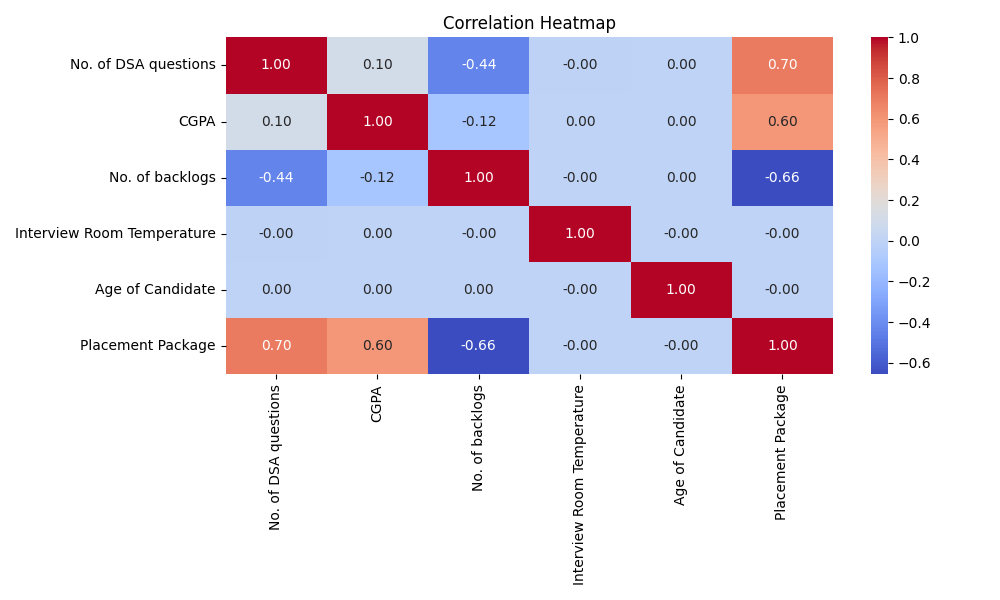 Correlation Heatmap
No. of DSA questions 1.00 0.10 -0.44 -0.00 0.00 0.70
CGPA 0.10 1.00 -0.12 0.00 0.00 0.60
No. of backlogs -0.44 -0.12 1.00 -0.00 0.00 -0.66
Interview Room Temperature -0.00 0.00 -0.00 1.00 -0.00 -0.00
Age of Candidate 0.00 0.00 0.00 -0.00 1.00 -0.00
Placement Package 0.70 0.60 -0.66 -0.00 -0.00 1.00
No. of DSA questions
CGPA
No. of backlogs
Interview Room Temperature
Age of Candidate
Placement Package
1.0
0.8
0.6
0.4
0.2
0.0
−0.2
−0.4
−0.6